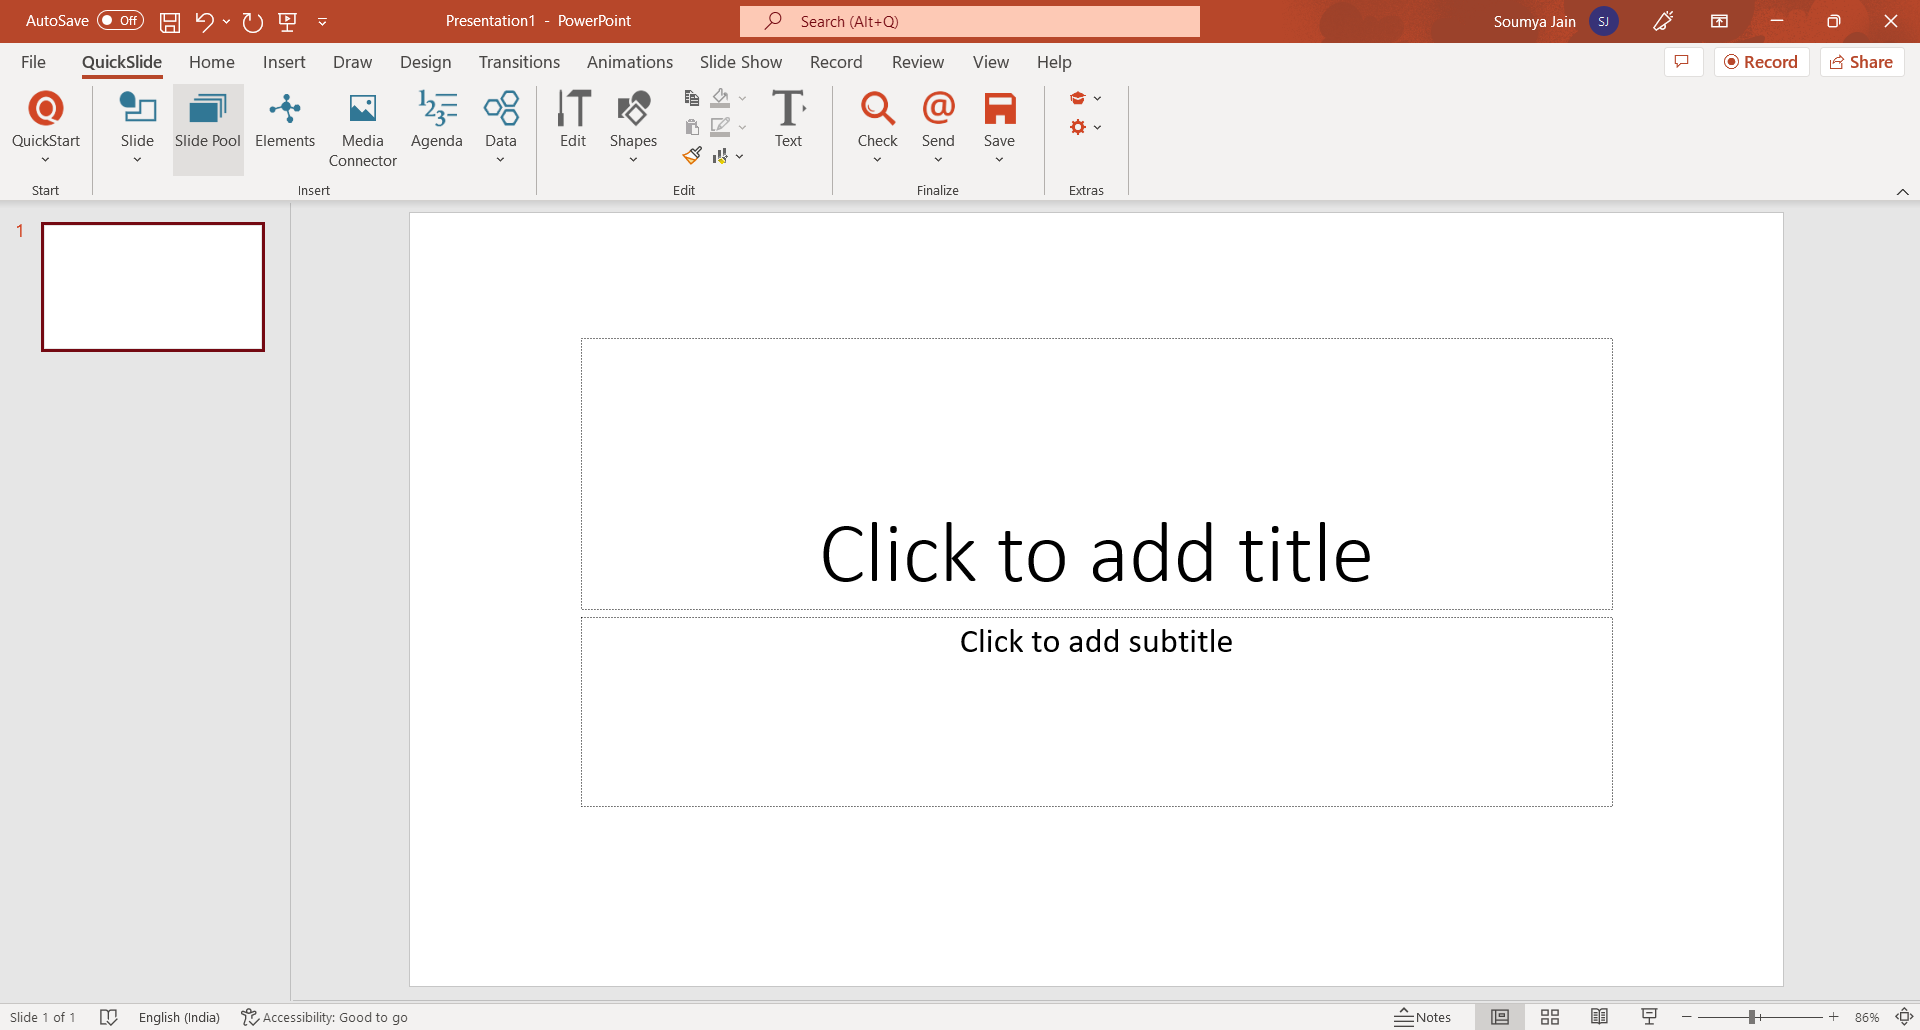 AutoSave Off
Presentation1 - PowerPoint
Search (Alt+Q)
Soumya Jain SJ
File QuickSlide Home Insert Draw Design Transitions Animations Slide Show Record Review View Help
Record Share
QuickStart
Slide
Slide Pool
Elements
Media
Connector
Agenda
Data
Edit
Shapes
Text
Check
Send
Save
Start
Insert
Edit
Finalize
Extras
1
Click to add title
Click to add subtitle
Slide 1 of 1 English (India) Accessibility: Good to go
Notes 86%